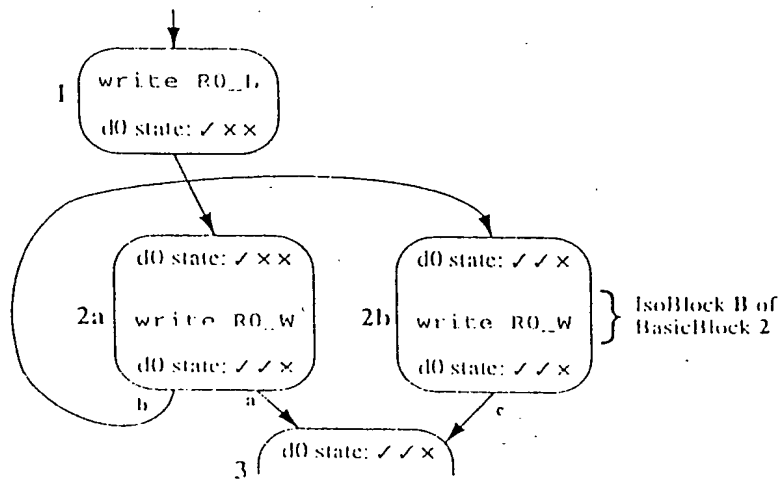 write R0_L
1
d0 state: ✓ × ×
d0 state: ✓ × ×
2a
write R0_W
d0 state: ✓ ✓ ×
b
a
d0 state: ✓ ✓ ×
2b
write R0_W
d0 state: ✓ ✓ ×
c
IsoBlock B of
BasicBlock 2
3
d0 state: ✓ ✓ ×